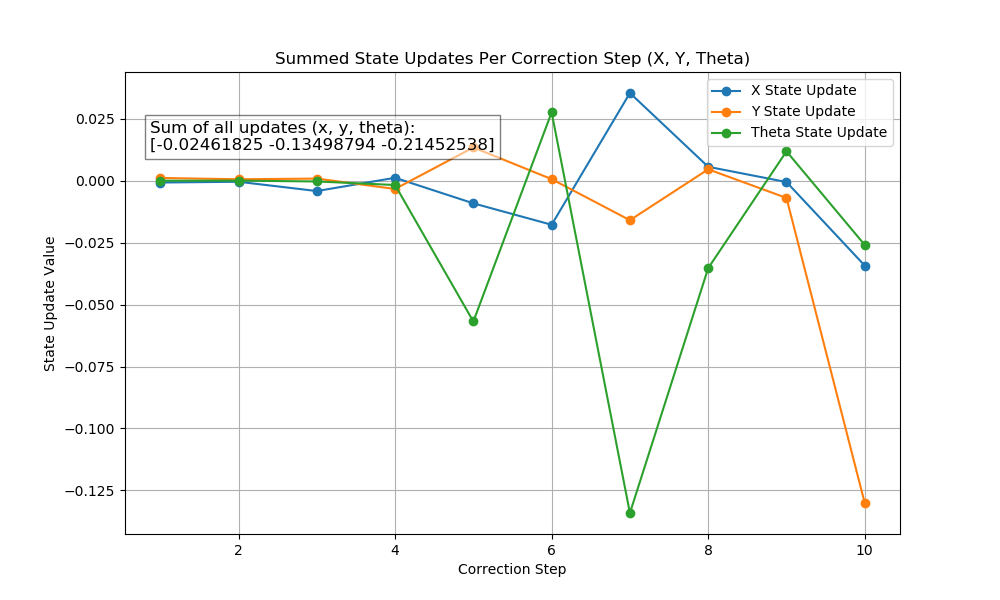 Summed State Updates Per Correction Step (X, Y, Theta)
X State Update
Y State Update
Theta State Update
Sum of all updates (x, y, theta):
[-0.02461825 -0.13498794 -0.21452538]
State Update Value
0.025
0.000
−0.025
−0.050
−0.075
−0.100
−0.125
2
4
6
8
10
Correction Step